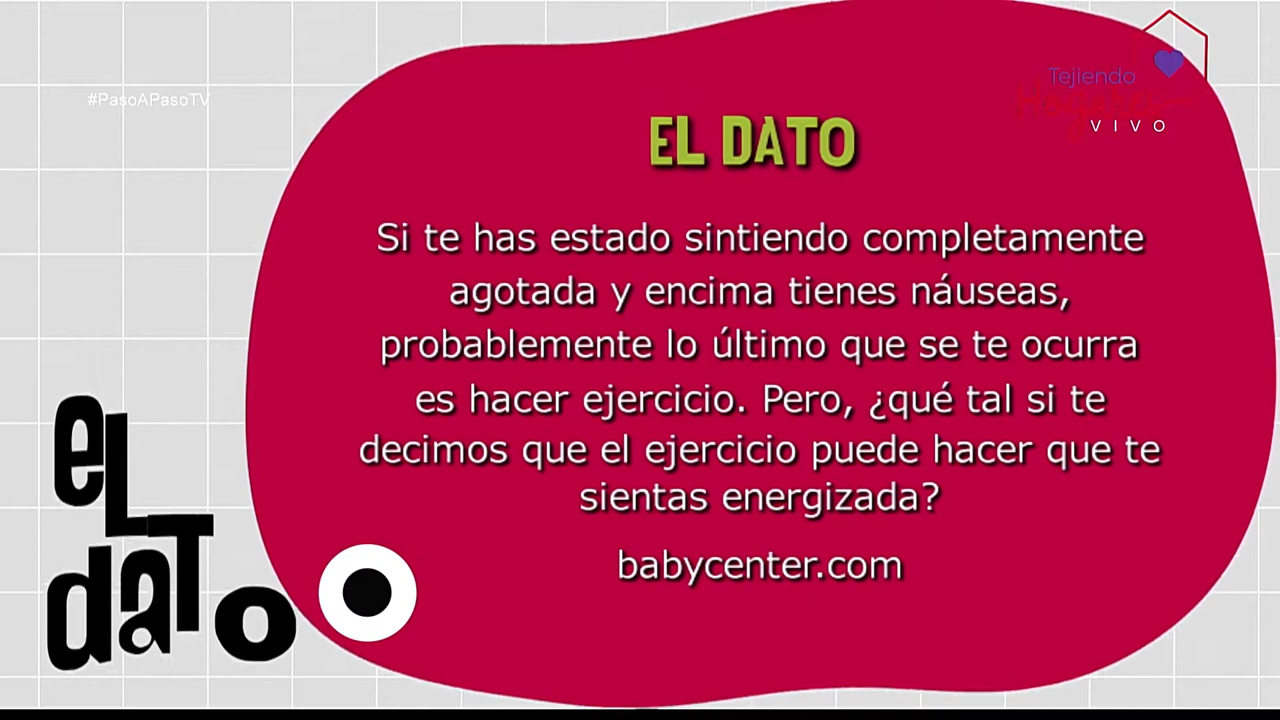 #PasoAPasoTV
Tejiendo
Hogares
VIVO
EL DATO
Si te has estado sintiendo completamente
agotada y encima tienes náuseas,
probablemente lo último que se te ocurra
es hacer ejercicio. Pero, ¿qué tal si te
decimos que el ejercicio puede hacer que te
sientas energizada?
babycenter.com
eL
daTo